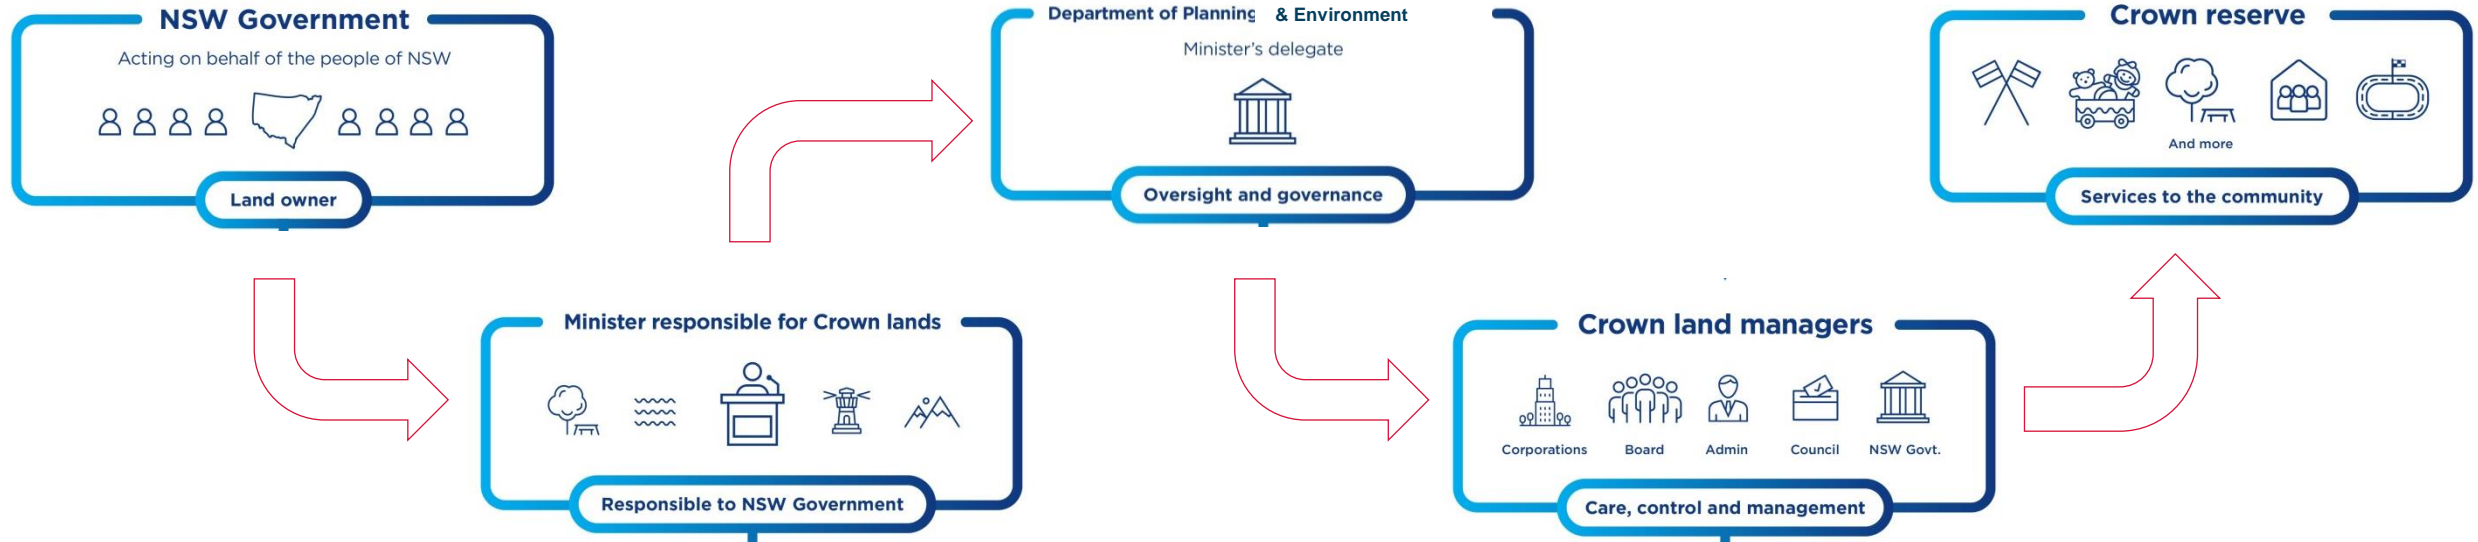 NSW Government
Acting on behalf of the people of NSW
Land owner
Minister responsible for Crown lands
Responsible to NSW Government
Department of Planning & Environment
Minister's delegate
Oversight and governance
Crown land managers
Corporations Board Admin Council NSW Govt.
Care, control and management
Crown reserve
And more
Services to the community